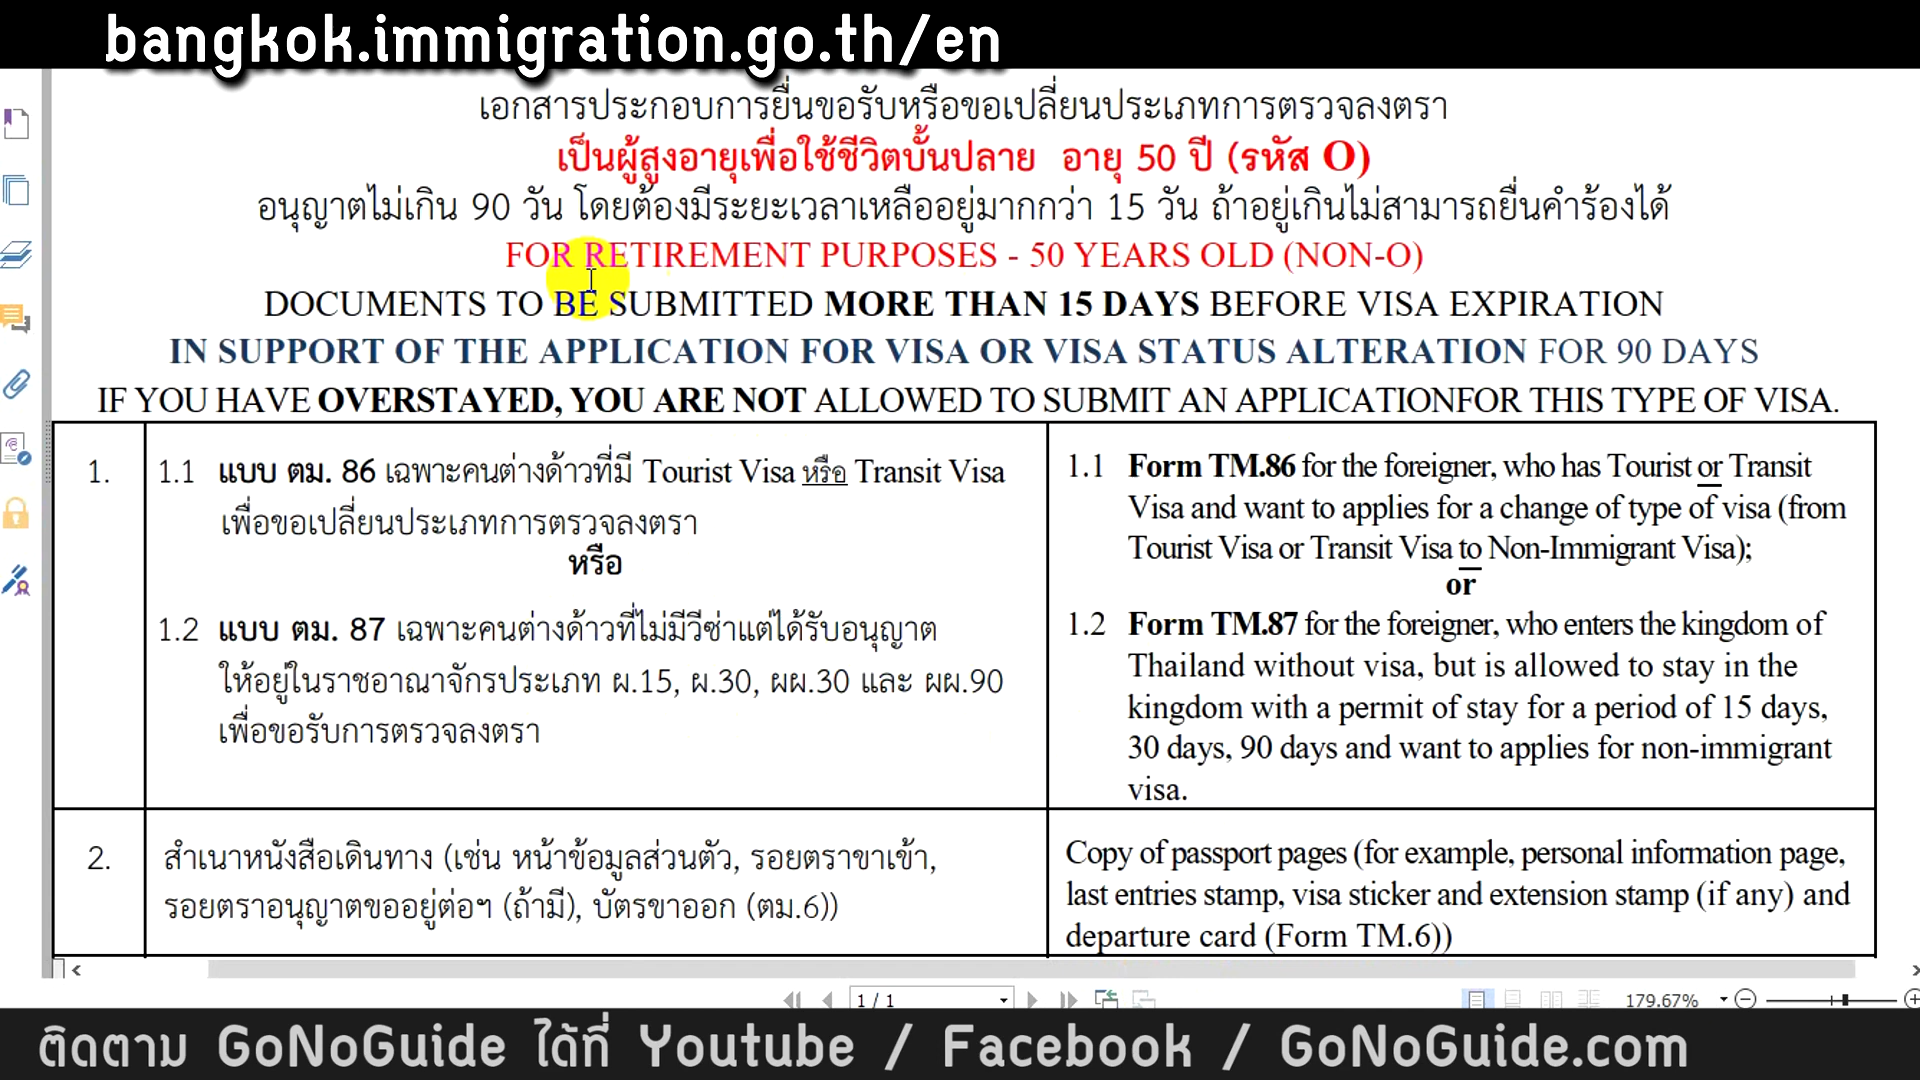 bangkok.immigration.go.th/en
เอกสารประกอบการยื่นขอรับหรือขอเปลี่ยนประเภทการตรวจลงตรา
เป็นผู้สูงอายุเพื่อใช้ชีวิตบั้นปลาย อายุ 50 ปี (รหัส O)
อนุญาตไม่เกิน 90 วัน โดยต้องมีระยะเวลาเหลืออยู่มากกว่า 15 วัน ถ้าอยู่เกินไม่สามารถยื่นคำร้องได้
FOR RETIREMENT PURPOSES - 50 YEARS OLD (NON-O)
DOCUMENTS TO BE SUBMITTED MORE THAN 15 DAYS BEFORE VISA EXPIRATION
IN SUPPORT OF THE APPLICATION FOR VISA OR VISA STATUS ALTERATION FOR 90 DAYS
IF YOU HAVE OVERSTAYED, YOU ARE NOT ALLOWED TO SUBMIT AN APPLICATIONFOR THIS TYPE OF VISA.
1.
1.1 แบบ ตม. 86 เฉพาะคนต่างด้าวที่มี Tourist Visa หรือ Transit Visa
เพื่อขอเปลี่ยนประเภทการตรวจลงตรา
หรือ
1.2 แบบ ตม. 87 เฉพาะคนต่างด้าวที่ไม่มีวีซ่าแต่ได้รับอนุญาต
ให้อยู่ในราชอาณาจักรประเภท ผ.15, ผ.30, ผผ.30 และ ผผ.90
เพื่อขอรับการตรวจลงตรา
1.1 Form TM.86 for the foreigner, who has Tourist or Transit
Visa and want to applies for a change of type of visa (from
Tourist Visa or Transit Visa to Non-Immigrant Visa);
or
1.2 Form TM.87 for the foreigner, who enters the kingdom of
Thailand without visa, but is allowed to stay in the
kingdom with a permit of stay for a period of 15 days,
30 days, 90 days and want to applies for non-immigrant
visa.
2.
สำเนาหนังสือเดินทาง (เช่น หน้าข้อมูลส่วนตัว, รอยตราขาเข้า,
รอยตราอนุญาตขออยู่ต่อฯ (ถ้ามี), บัตรขาออก (ตม.6))
Copy of passport pages (for example, personal information page,
last entries stamp, visa sticker and extension stamp (if any) and
departure card (Form TM.6))
1 / 1
179.67%
ติดตาม GoNoGuide ได้ที่ Youtube / Facebook / GoNoGuide.com